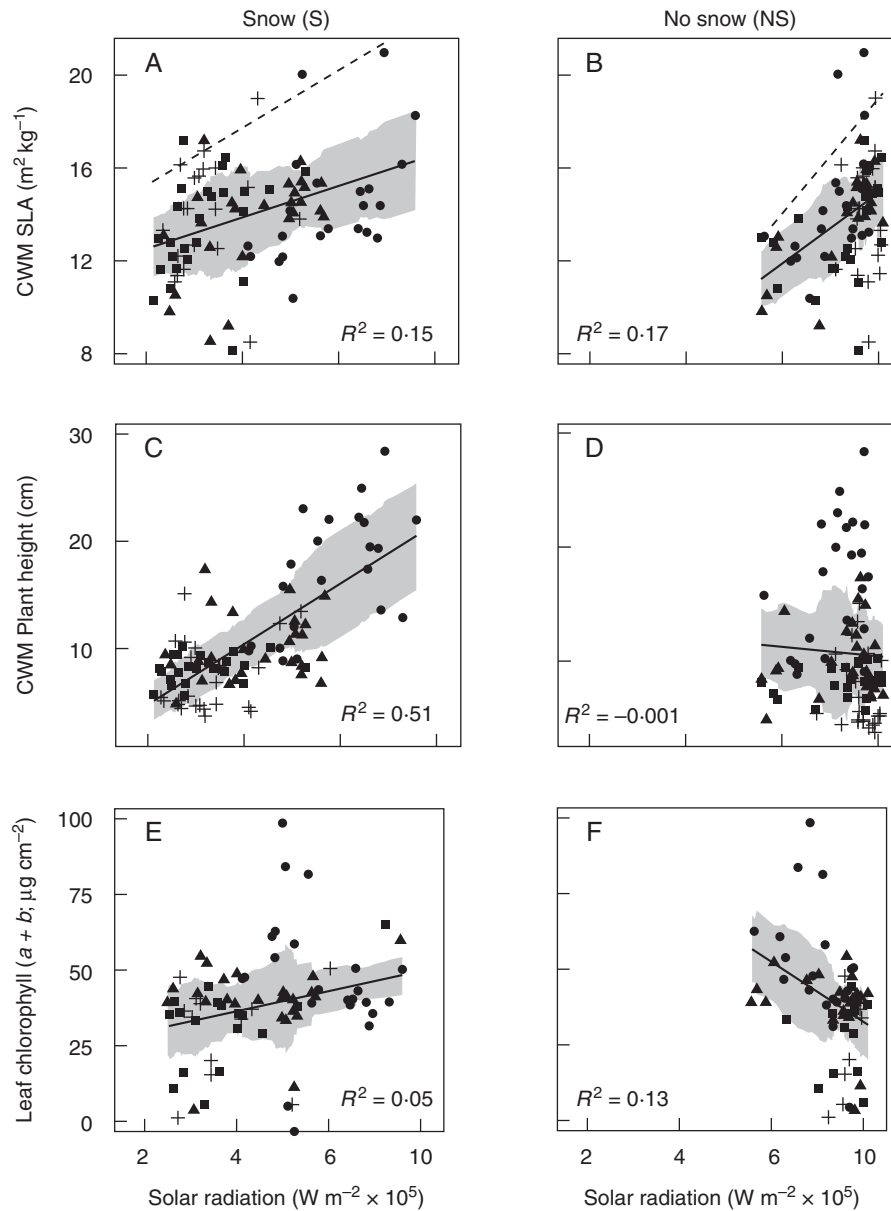 Snow (S)
No snow (NS)
A
B
CWM SLA (m² kg⁻¹)
20
16
12
8
R² = 0·15
R² = 0·17
C
D
CWM Plant height (cm)
30
20
10
R² = 0·51
R² = −0·001
E
F
Leaf chlorophyll (a + b; µg cm⁻²)
100
75
50
25
0
R² = 0·05
R² = 0·13
2 4 6 10
2 4 6 10
Solar radiation (W m⁻² × 10⁵)
Solar radiation (W m⁻² × 10⁵)